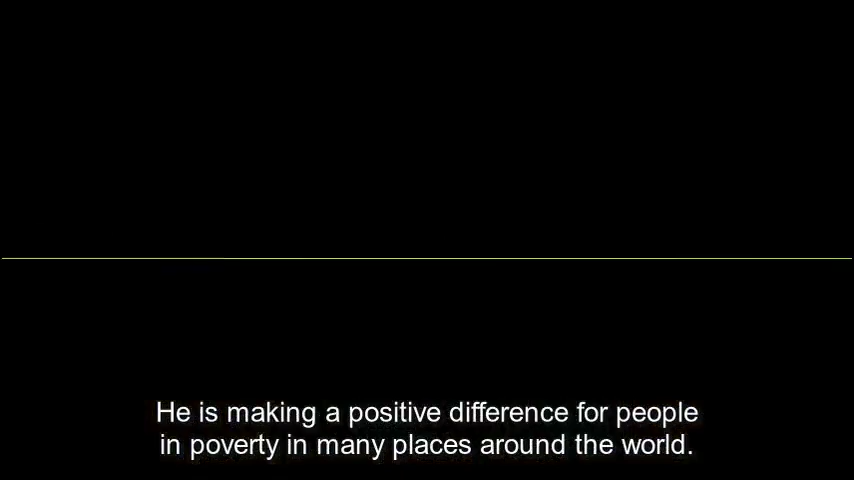 He is making a positive difference for people
in poverty in many places around the world.